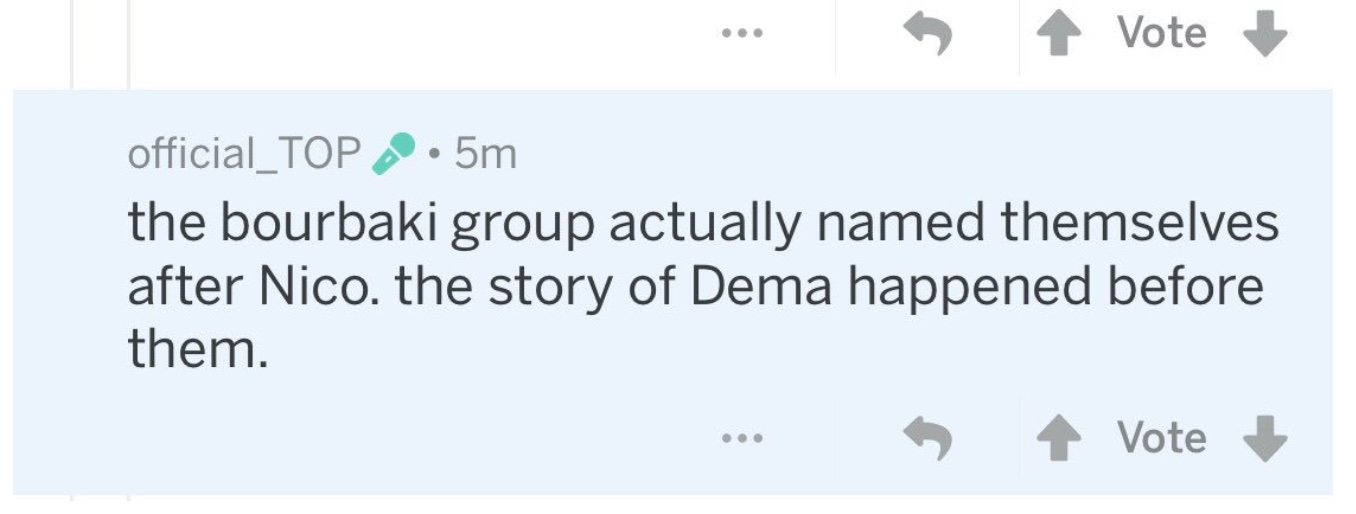 ... Vote
official_TOP • 5m
the bourbaki group actually named themselves
after Nico. the story of Dema happened before
them.
... Vote